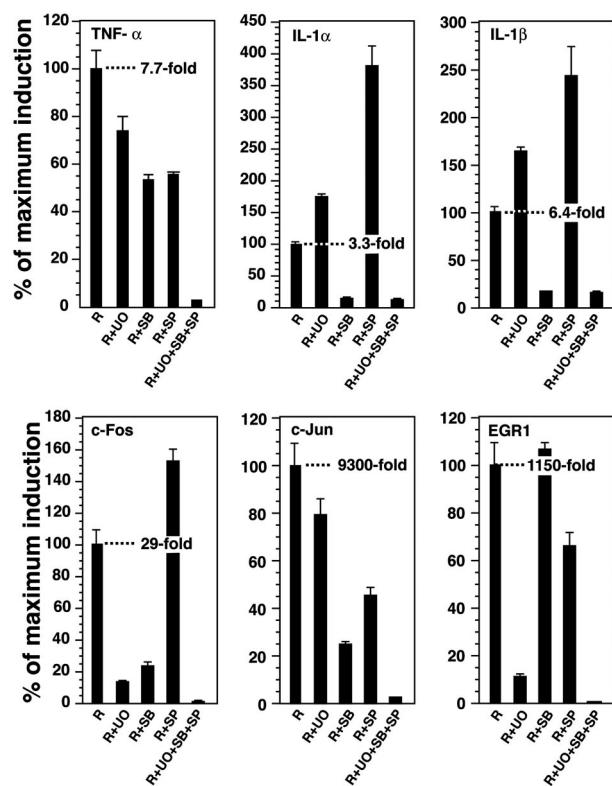 TNF- α
IL-1α
IL-1β
% of maximum induction
120
100
80
60
40
20
0
7.7-fold
R
R+UO
R+SB
R+SP
R+UO+SB+SP
450
400
350
300
250
200
150
100
50
0
3.3-fold
R
R+UO
R+SB
R+SP
R+UO+SB+SP
300
250
200
150
100
50
0
6.4-fold
R
R+UO
R+SB
R+SP
R+UO+SB+SP
c-Fos
c-Jun
EGR1
% of maximum induction
180
160
140
120
100
80
60
40
20
0
29-fold
R
R+UO
R+SB
R+SP
R+UO+SB+SP
120
100
80
60
40
20
0
9300-fold
R
R+UO
R+SB
R+SP
R+UO+SB+SP
120
100
80
60
40
20
0
1150-fold
R
R+UO
R+SB
R+SP
R+UO+SB+SP